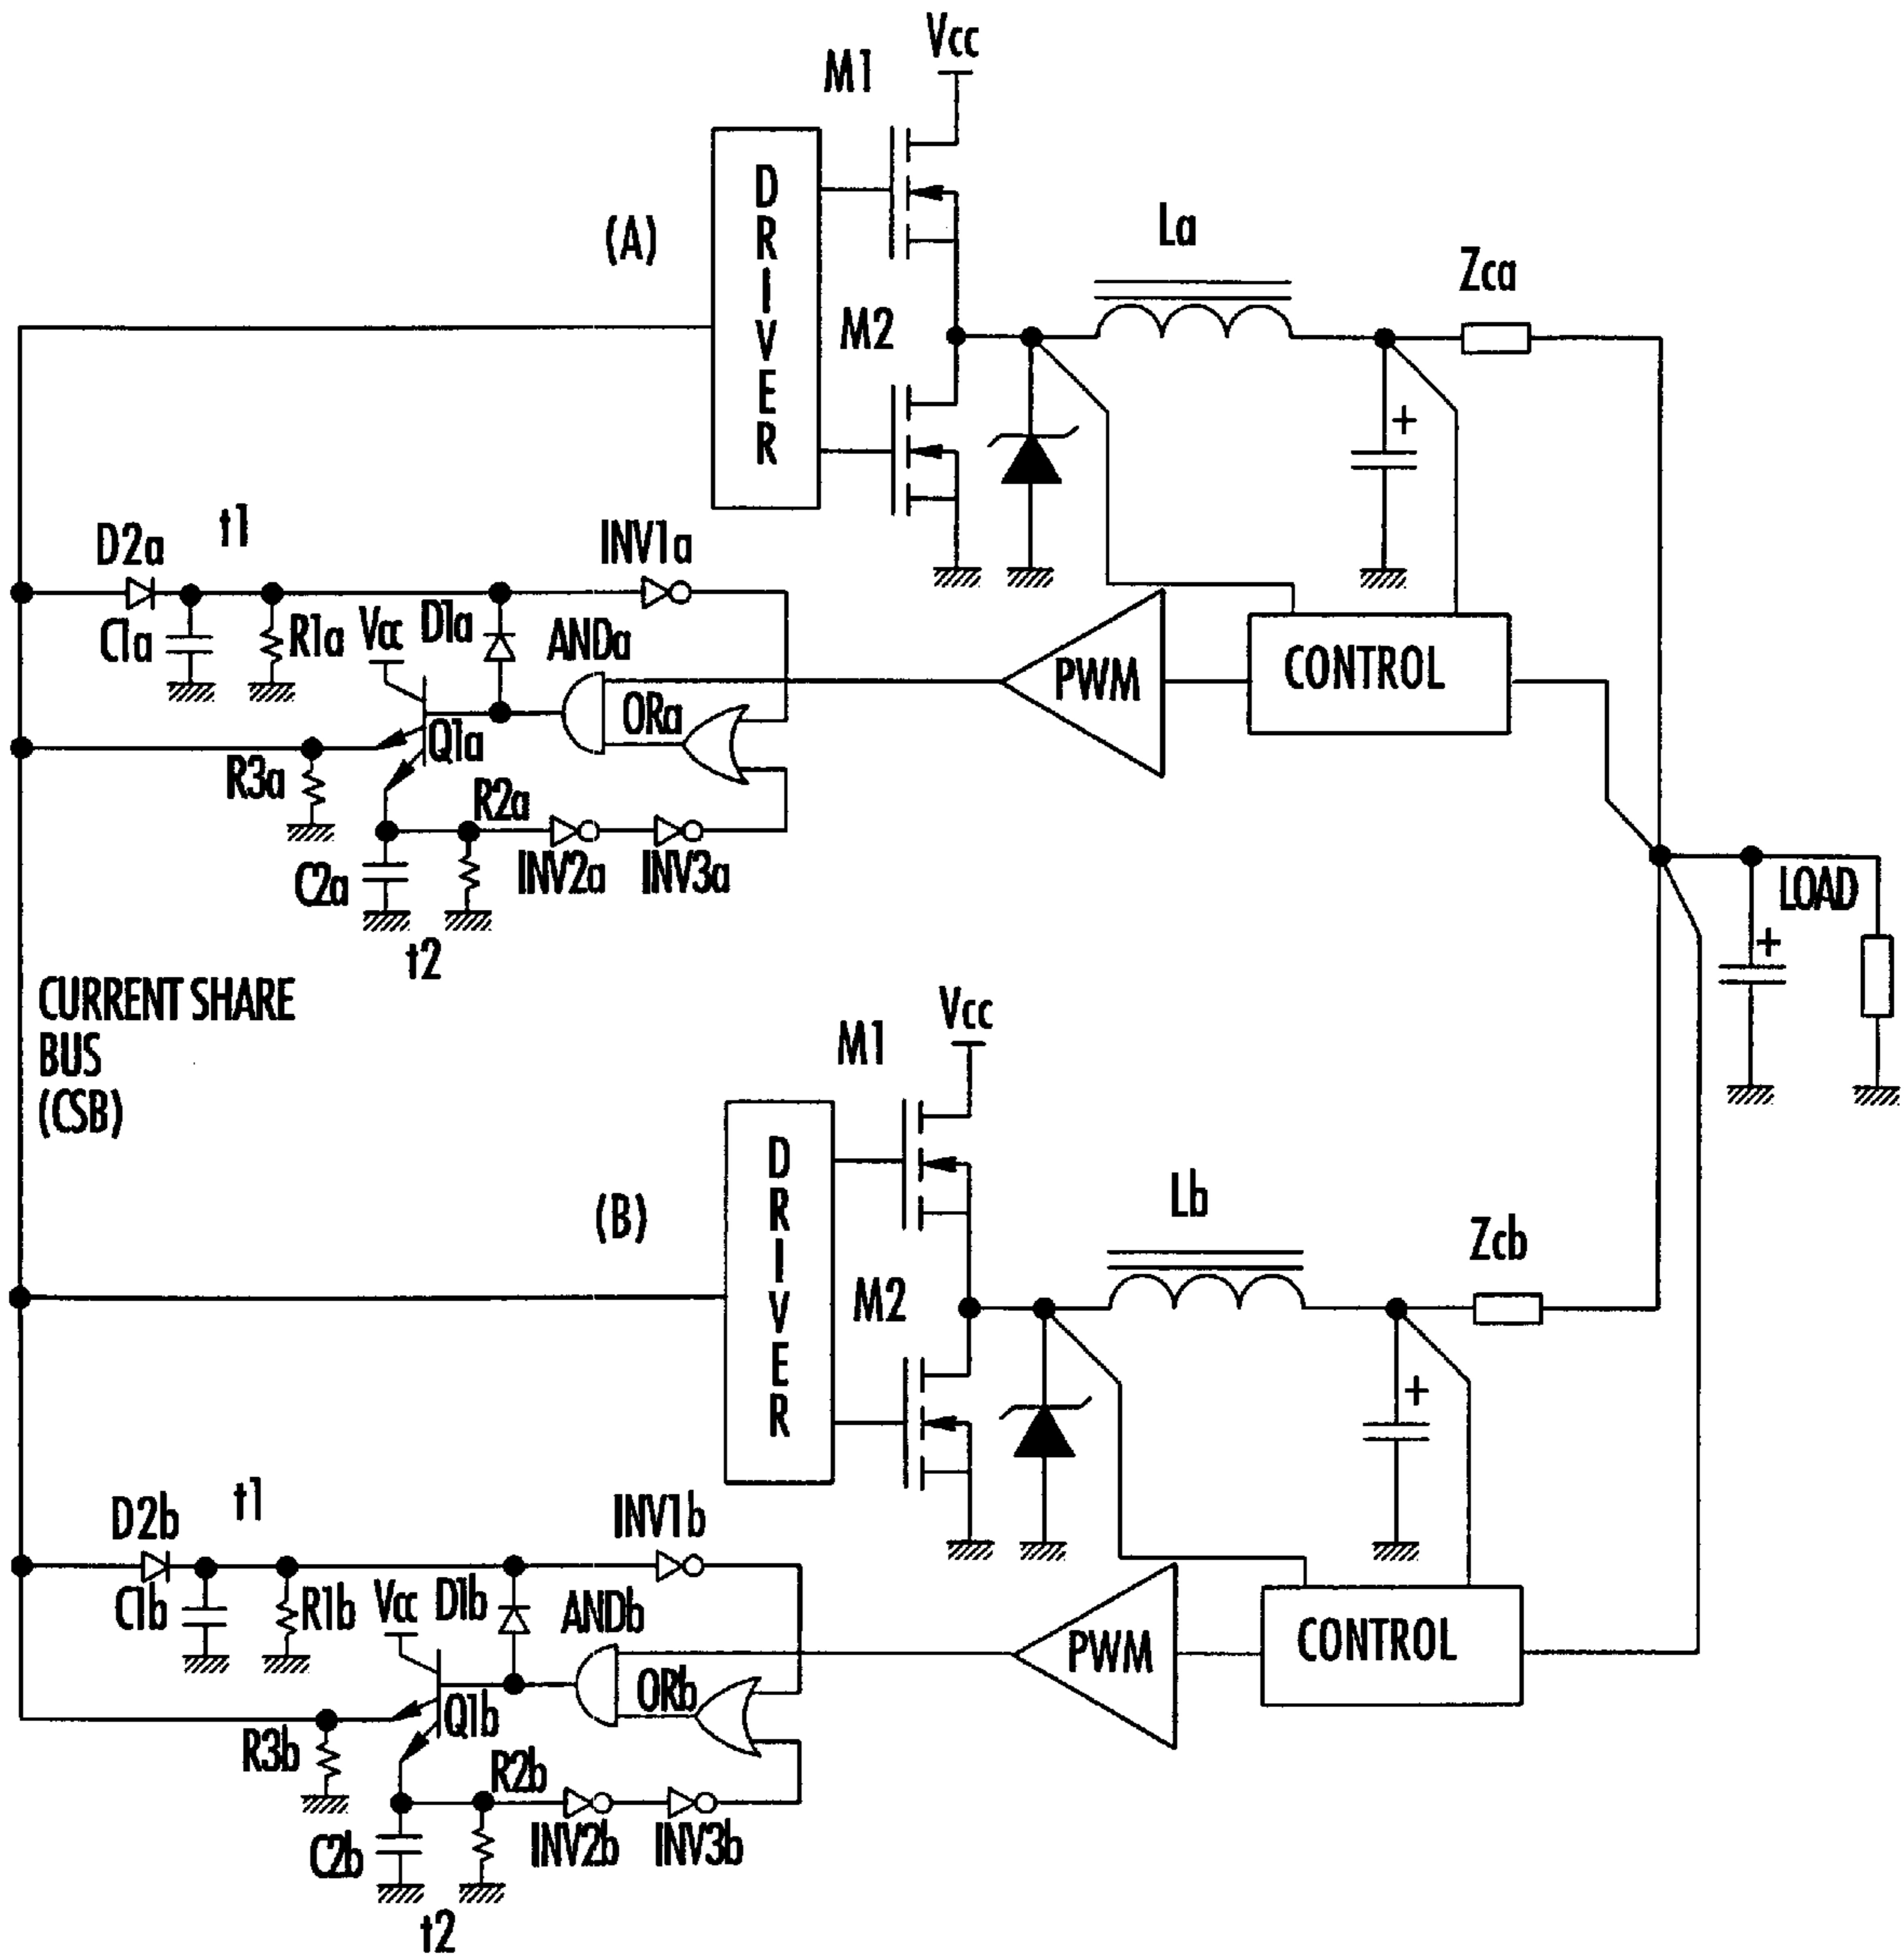 Vcc
M1
DRIVER
(A)
La
Zca
M2
+
t1
D2a
INV1a
C1a
R1a
Vcc
D1a
ANDa
ORa
PWM
CONTROL
Q1a
R3a
R2a
C2a
INV2a
INV3a
LOAD
t2
+
CURRENT SHARE
BUS
(CSB)
Vcc
M1
DRIVER
(B)
Lb
Zcb
M2
+
t1
D2b
INV1b
C1b
R1b
Vcc
D1b
ANDb
ORb
PWM
CONTROL
Q1b
R3b
R2b
C2b
INV2b
INV3b
t2